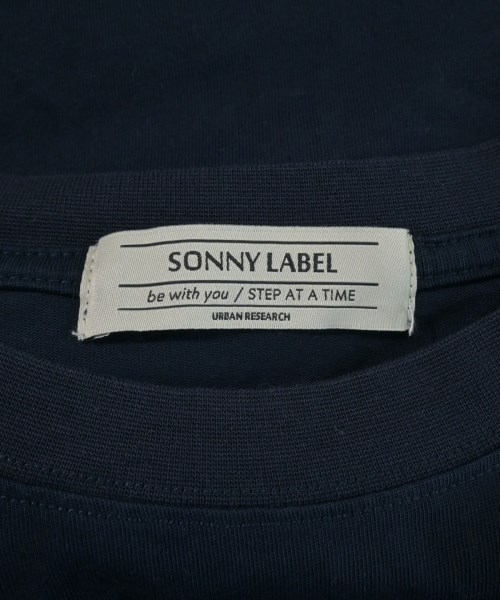 SONNY LABEL
be with you / STEP AT A TIME
URBAN RESEARCH